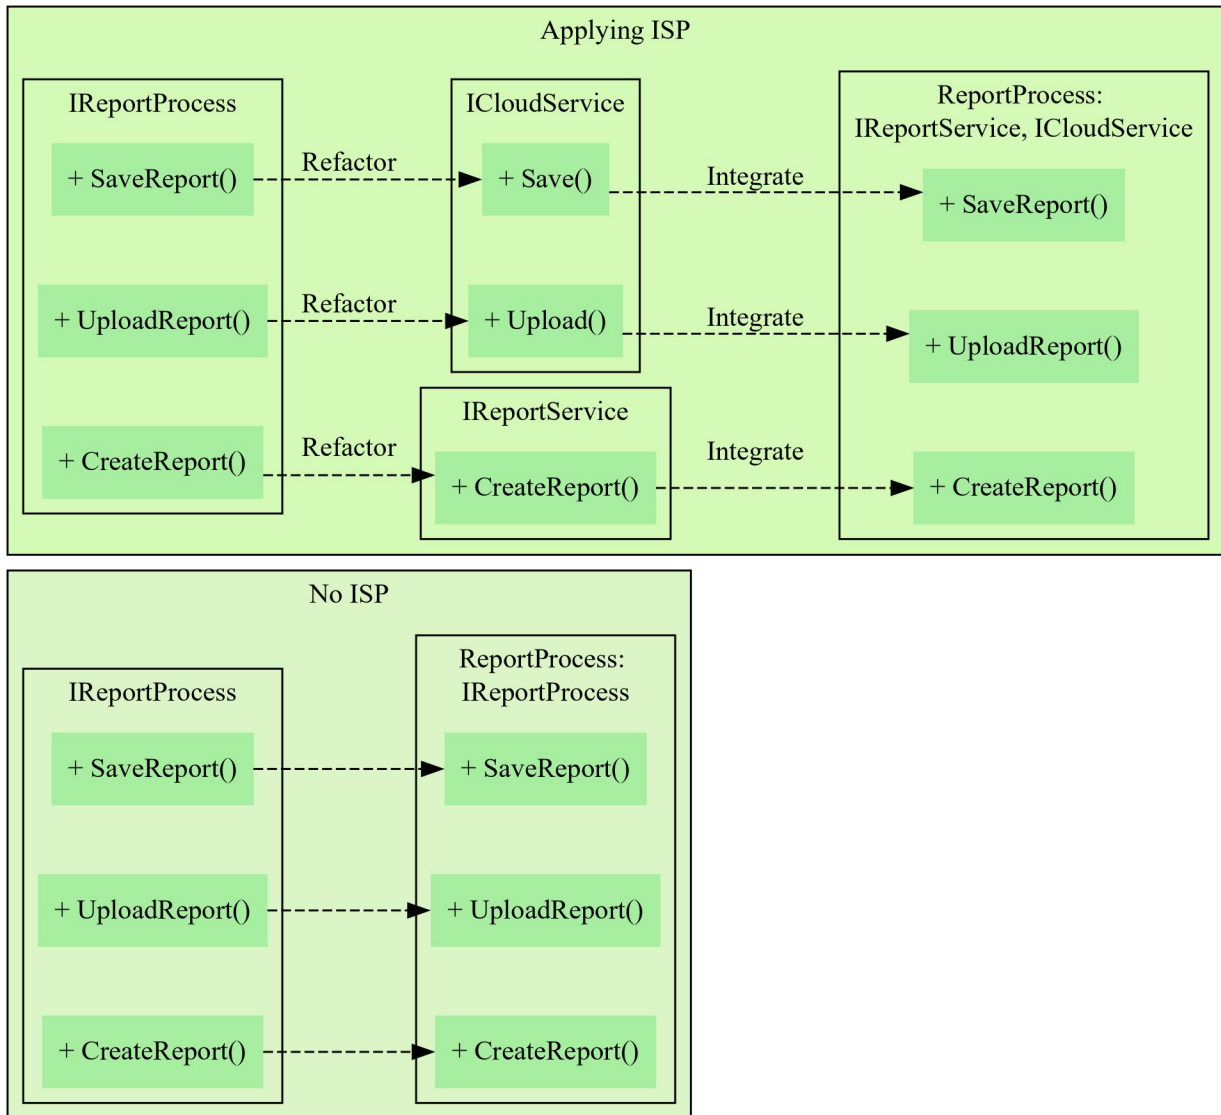 Applying ISP
IReportProcess
+ SaveReport()
+ UploadReport()
+ CreateReport()
Refactor
Refactor
Refactor
ICloudService
+ Save()
+ Upload()
IReportService
+ CreateReport()
Integrate
Integrate
Integrate
ReportProcess:
IReportService, ICloudService
+ SaveReport()
+ UploadReport()
+ CreateReport()
No ISP
IReportProcess
+ SaveReport()
+ UploadReport()
+ CreateReport()
ReportProcess:
IReportProcess
+ SaveReport()
+ UploadReport()
+ CreateReport()